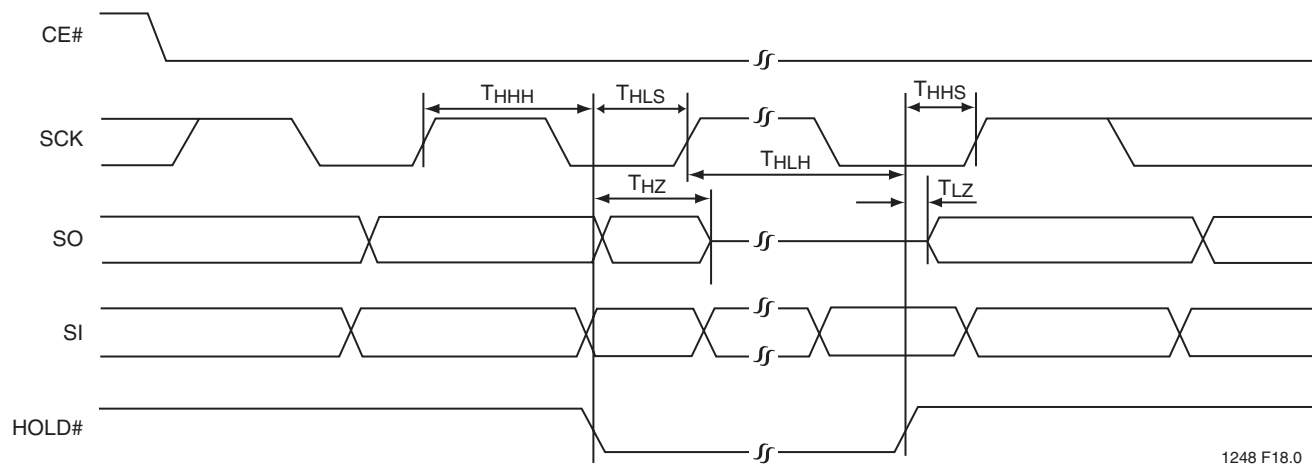 CE#
THHH
THLS
THHS
SCK
THLH
THZ
TLZ
SO
SI
HOLD#
1248 F18.0